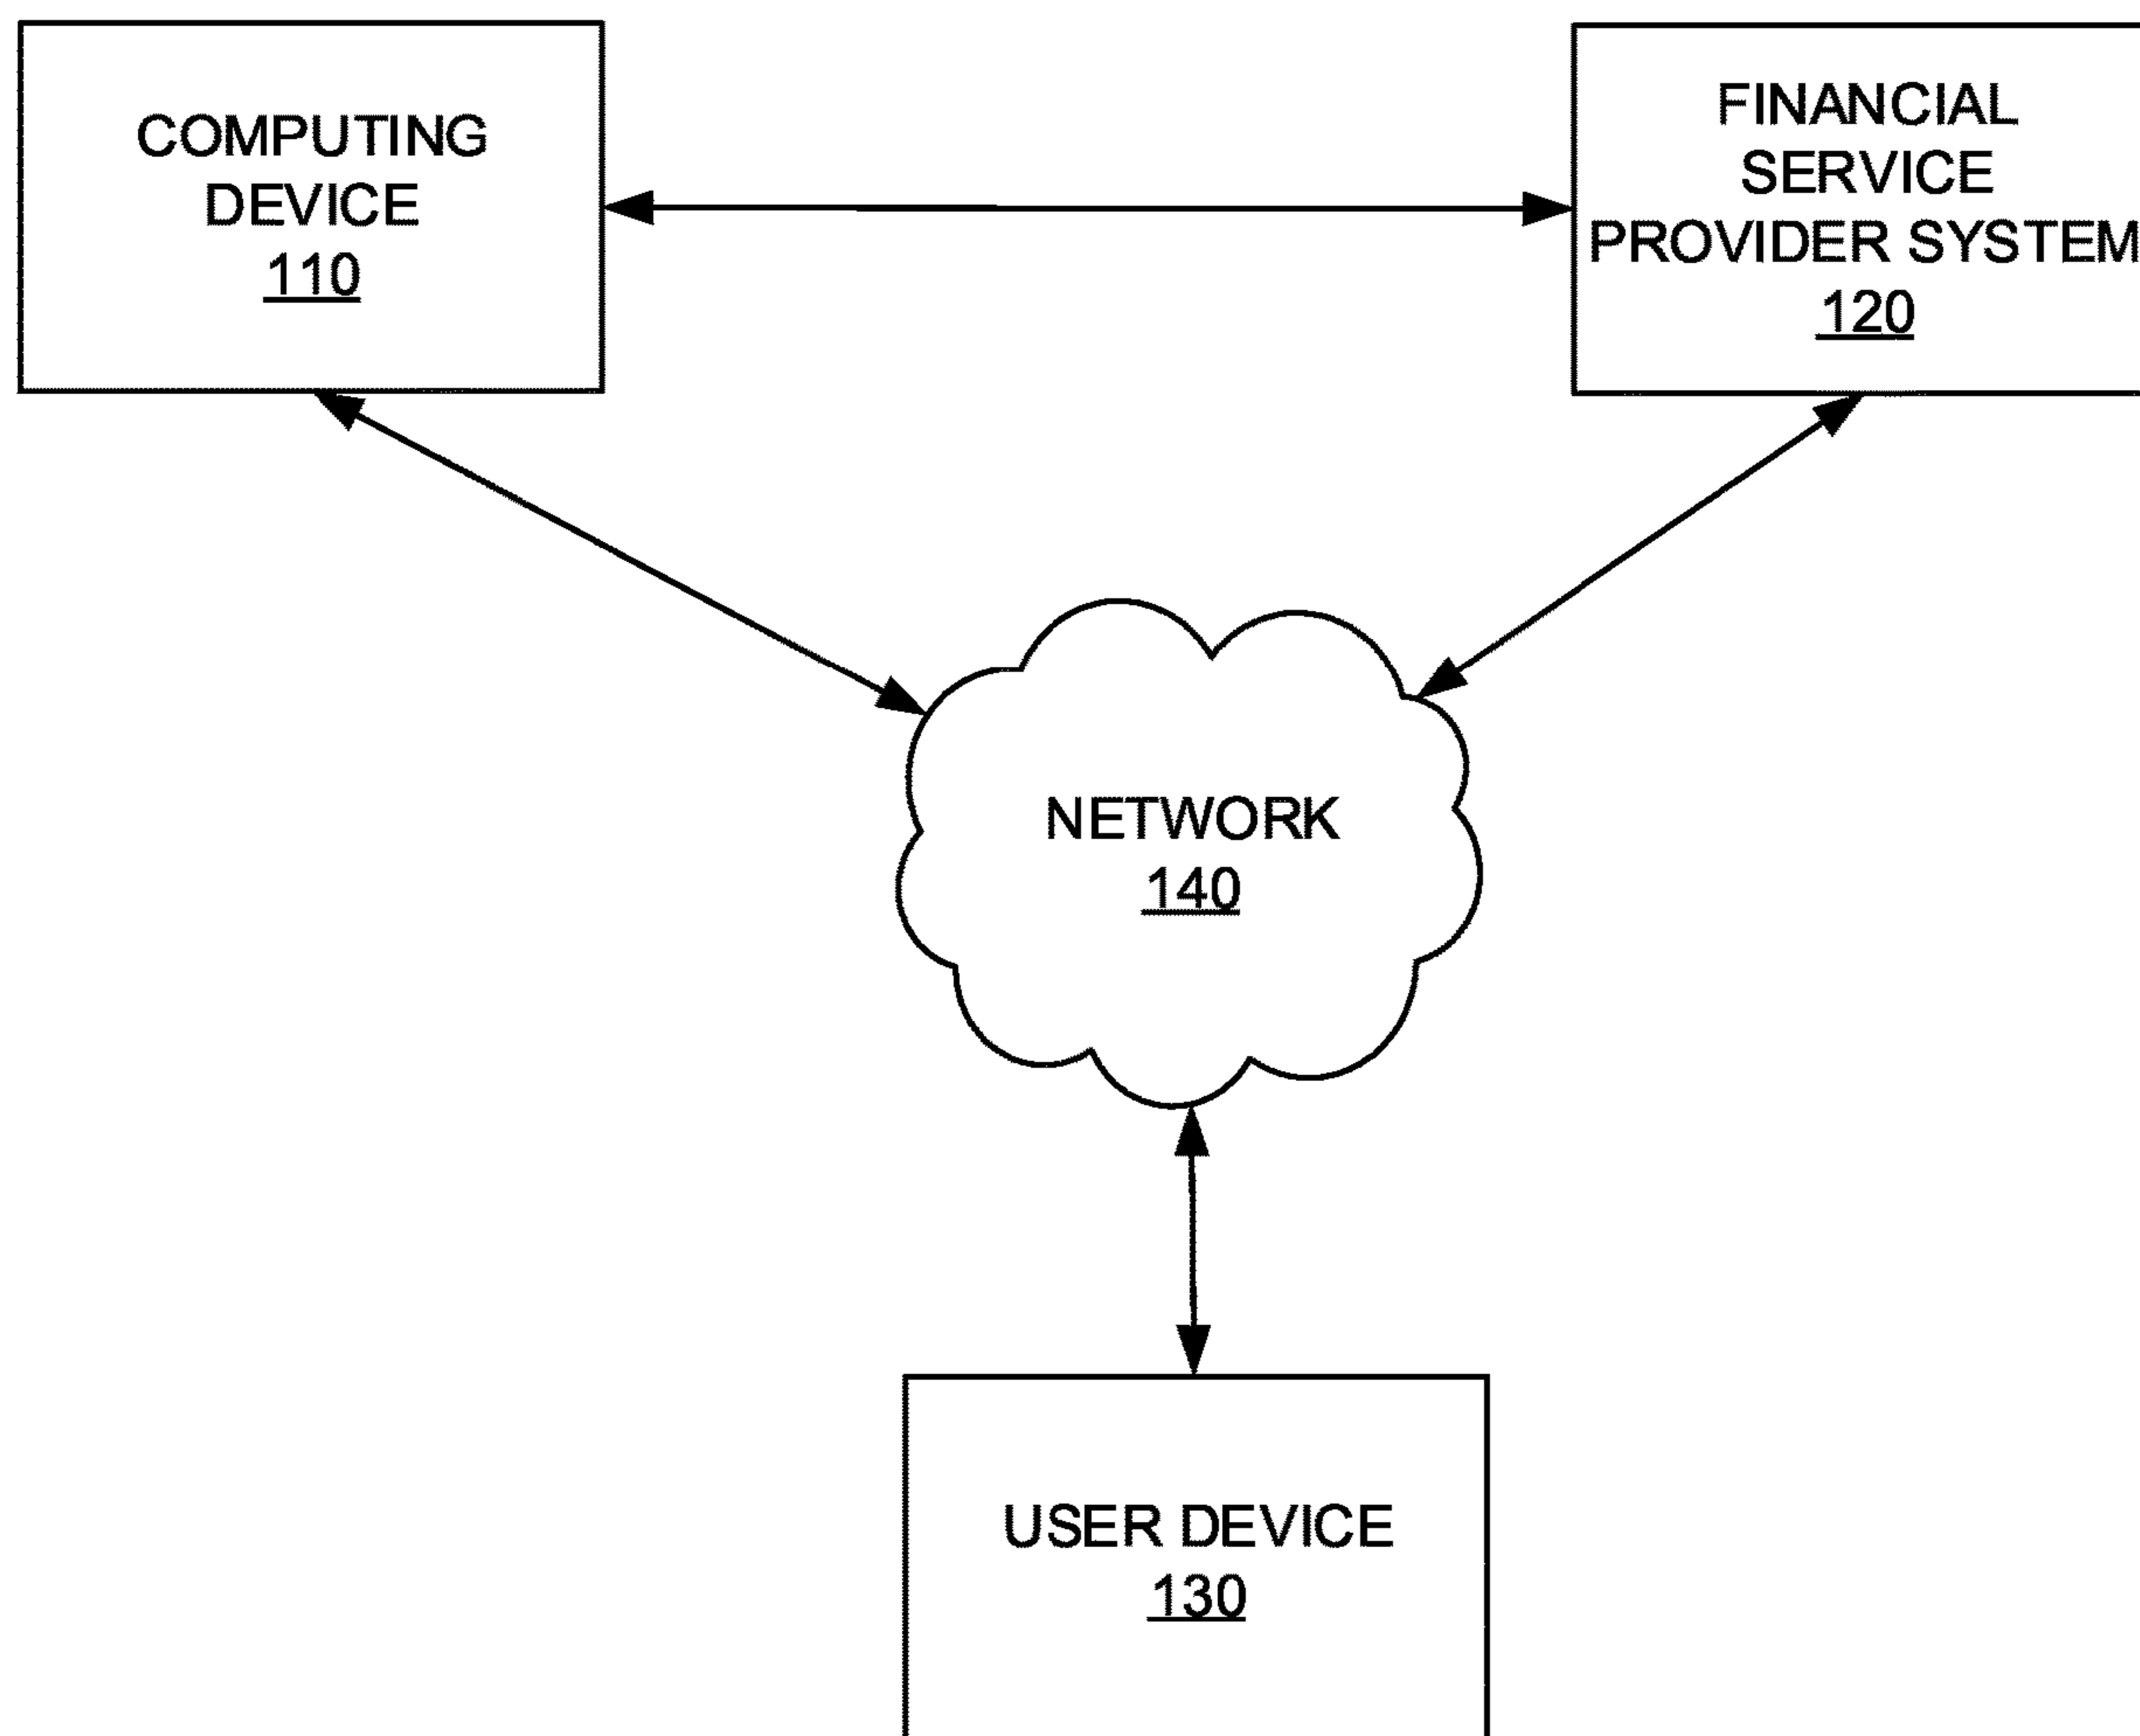 COMPUTING
DEVICE
110
FINANCIAL
SERVICE
PROVIDER SYSTEM
120
NETWORK
140
USER DEVICE
130